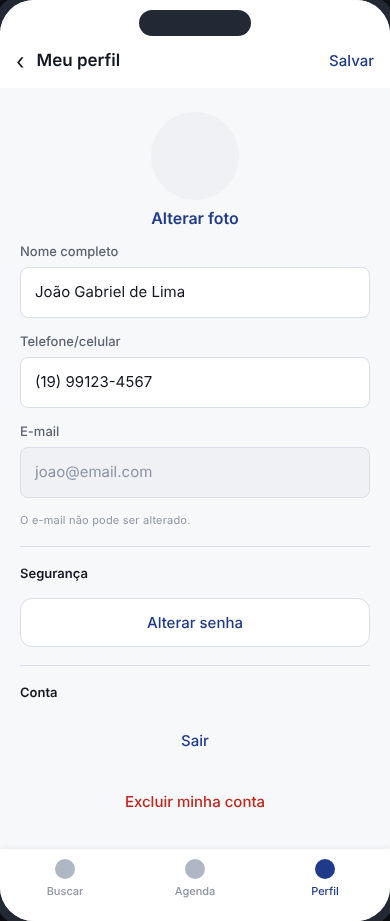 ‹ Meu perfil Salvar
Alterar foto
Nome completo
João Gabriel de Lima
Telefone/celular
(19) 99123-4567
E-mail
joao@email.com
O e-mail não pode ser alterado.
Segurança
Alterar senha
Conta
Sair
Excluir minha conta
Buscar Agenda Perfil